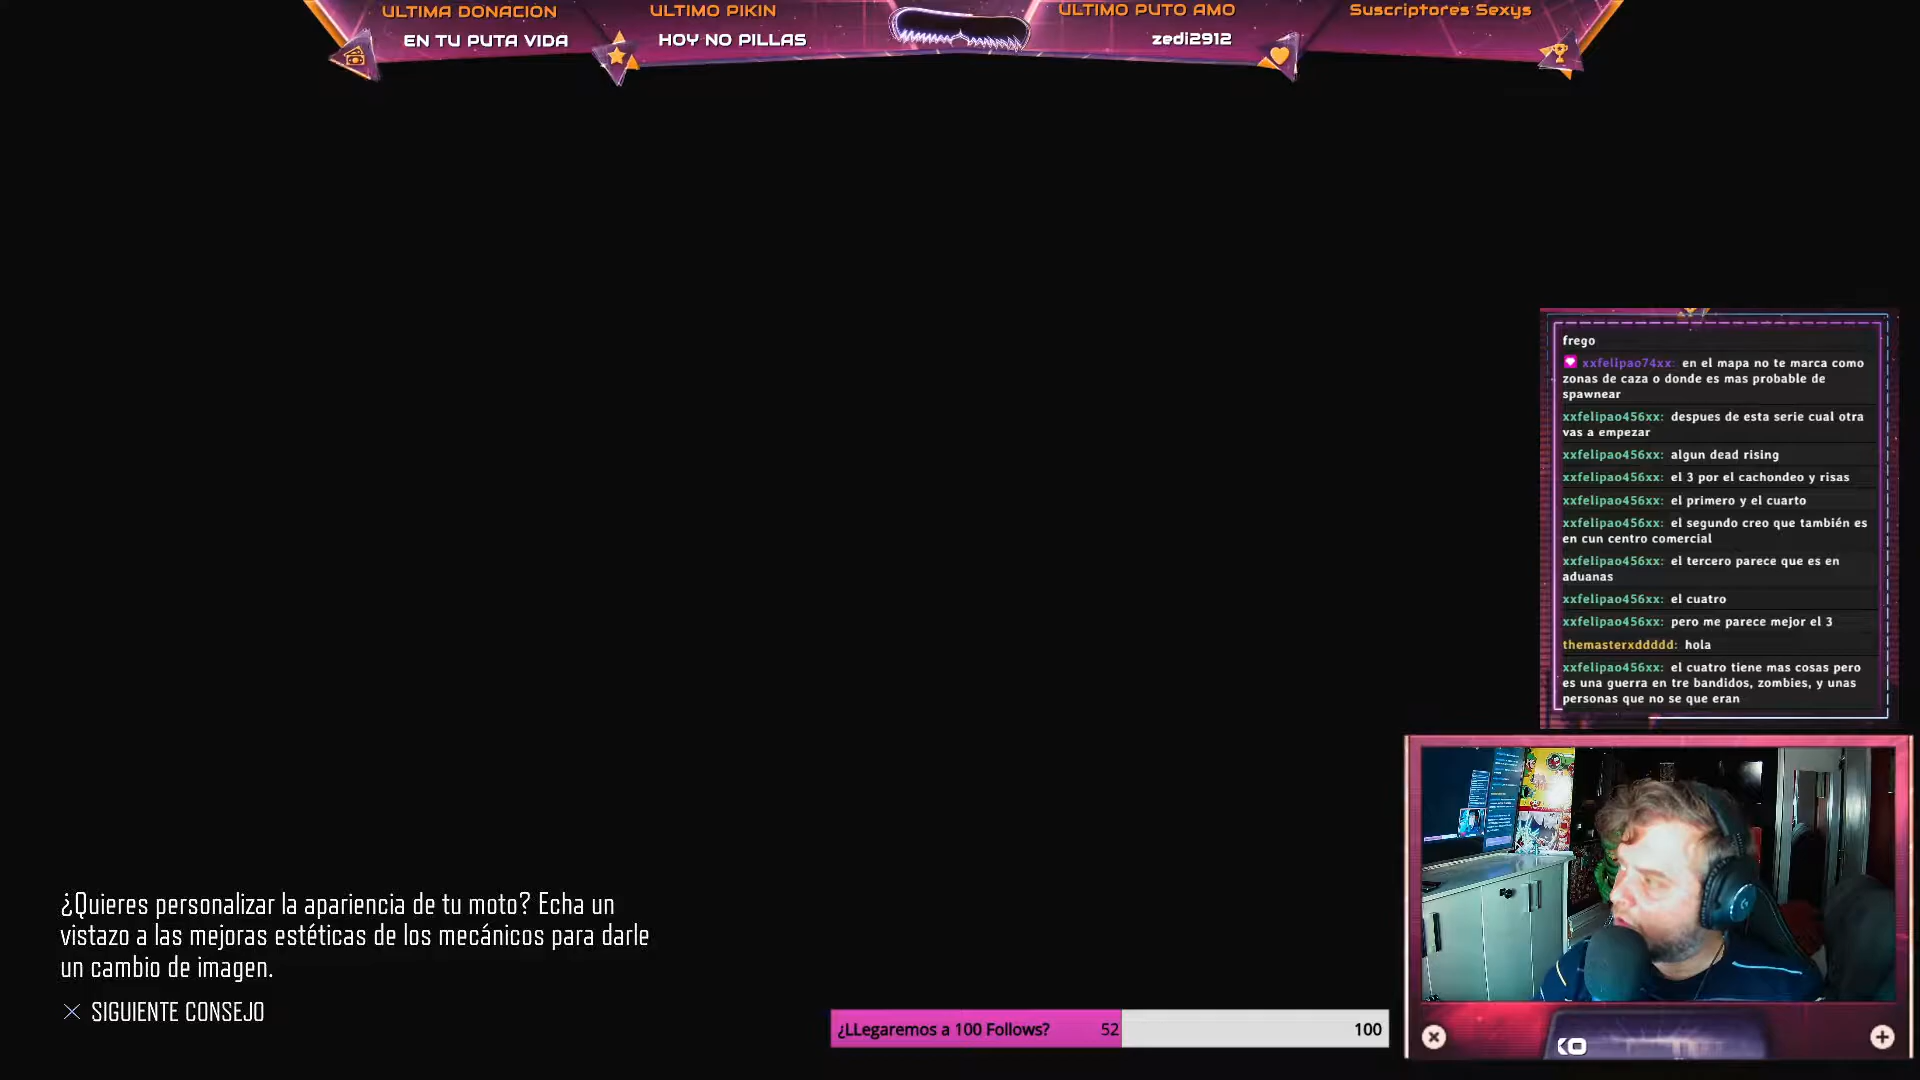 ULTIMA DONACIÓN
EN TU PUTA VIDA
ULTIMO PIKIN
HOY NO PILLAS
ULTIMO PUTO AMO
zedi2912
Suscriptores Sexys
frego
xxfelipao74xx: en el mapa no te marca como
zonas de caza o donde es mas probable de
spawnear
xxfelipao456xx: despues de esta serie cual otra
vas a empezar
xxfelipao456xx: algun dead rising
xxfelipao456xx: el 3 por el cachondeo y risas
xxfelipao456xx: el primero y el cuarto
xxfelipao456xx: el segundo creo que también es
en cun centro comercial
xxfelipao456xx: el tercero parece que es en
aduanas
xxfelipao456xx: el cuatro
xxfelipao456xx: pero me parece mejor el 3
themasterxddddd: hola
xxfelipao456xx: el cuatro tiene mas cosas pero
es una guerra en tre bandidos, zombies, y unas
personas que no se que eran
¿Quieres personalizar la apariencia de tu moto? Echa un
vistazo a las mejoras estéticas de los mecánicos para darle
un cambio de imagen.
SIGUIENTE CONSEJO
¿LLegaremos a 100 Follows? 52 100